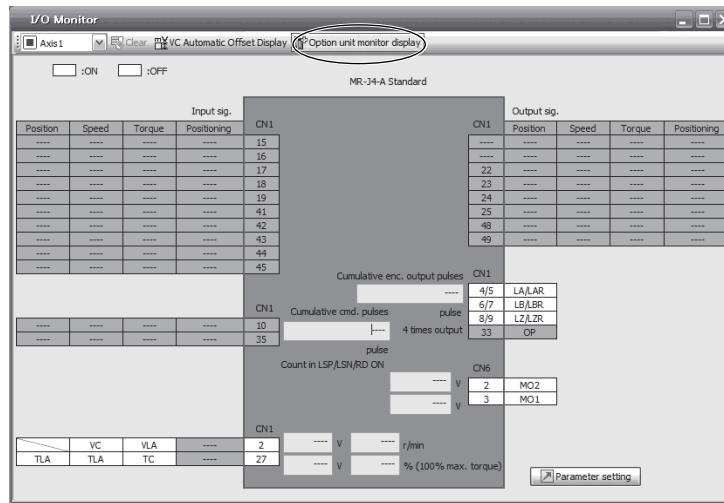 I/O Monitor
Axis1 Clear VC Automatic Offset Display Option unit monitor display
:ON :OFF
MR-J4-A Standard
Input sig. Output sig.
Position Speed Torque Positioning CN1 CN1 Position Speed Torque Positioning
---- ---- ---- ---- 15 ---- ---- ---- ---- ----
---- ---- ---- ---- 16 ---- ---- ---- ---- ----
---- ---- ---- ---- 17 22 ---- ---- ---- ----
---- ---- ---- ---- 18 23 ---- ---- ---- ----
---- ---- ---- ---- 19 24 ---- ---- ---- ----
---- ---- ---- ---- 41 25 ---- ---- ---- ----
---- ---- ---- ---- 42 48 ---- ---- ---- ----
---- ---- ---- ---- 43 49 ---- ---- ---- ----
---- ---- ---- ---- 44
---- ---- ---- ---- 45
Cumulative enc. output pulses CN1
---- 4/5 LA/LAR
CN1 Cumulative cmd. pulses pulse 6/7 LB/LBR
---- ---- ---- ---- 10 ---- 4 times output 8/9 LZ/LZR
---- ---- ---- ---- 35 33 OP
pulse
Count in LSP/LSN/RD ON CN6
---- V 2 MO2
---- V 3 MO1
CN1
VC VLA ---- 2 ---- V ---- r/min
TLA TLA TC ---- 27 ---- V ---- % (100% max. torque)
Parameter setting